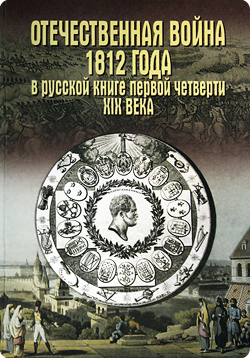 ОТЕЧЕСТВЕННАЯ ВОЙНА
1812 ГОДА
в русской книге первой четверти
XIX ВЕКА